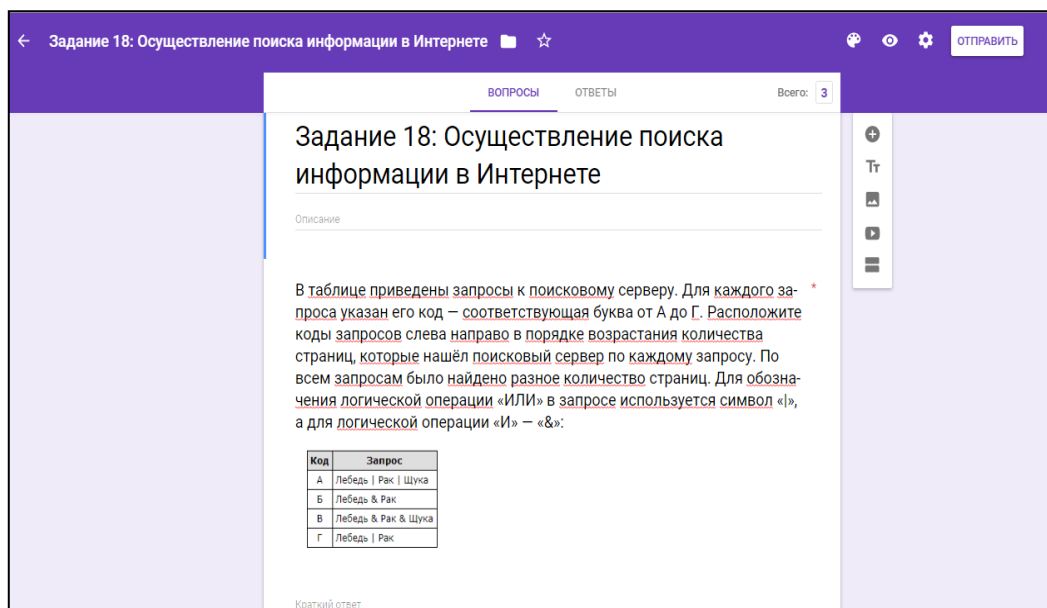 Задание 18: Осуществление поиска информации в Интернете
ОТПРАВИТЬ
ВОПРОСЫ ОТВЕТЫ Всего: 3
Задание 18: Осуществление поиска
информации в Интернете
Описание
В таблице приведены запросы к поисковому серверу. Для каждого за- *
проса указан его код — соответствующая буква от А до Г. Расположите
коды запросов слева направо в порядке возрастания количества
страниц, которые нашёл поисковый сервер по каждому запросу. По
всем запросам было найдено разное количество страниц. Для обозна-
чения логической операции «ИЛИ» в запросе используется символ «|»,
а для логической операции «И» — «&»:
Код Запрос
А Лебедь | Рак | Щука
Б Лебедь & Рак
В Лебедь & Рак & Щука
Г Лебедь | Рак
Краткий ответ